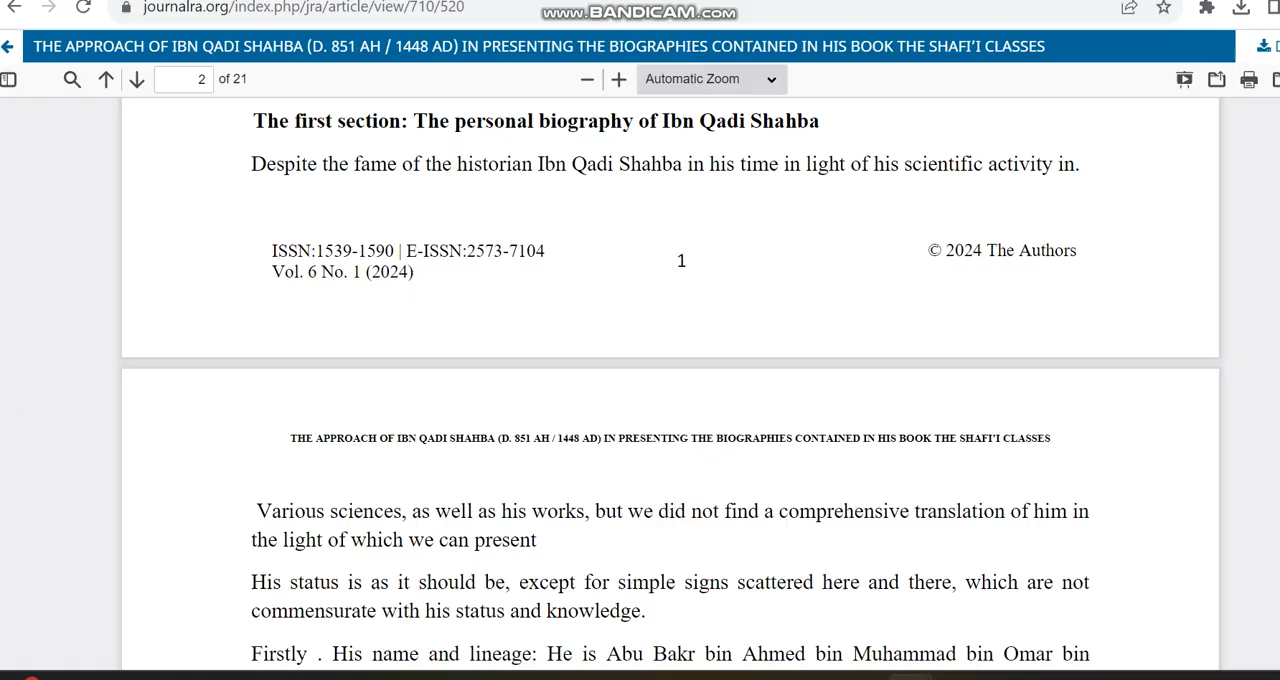 journalra.org/index.php/jra/article/view/710/520
WWW.BANDICAM.COM
THE APPROACH OF IBN QADI SHAHBA (D. 851 AH / 1448 AD) IN PRESENTING THE BIOGRAPHIES CONTAINED IN HIS BOOK THE SHAFI’I CLASSES
2 of 21
Automatic Zoom
The first section: The personal biography of Ibn Qadi Shahba
Despite the fame of the historian Ibn Qadi Shahba in his time in light of his scientific activity in.
ISSN:1539-1590 | E-ISSN:2573-7104
Vol. 6 No. 1 (2024)
1
© 2024 The Authors
THE APPROACH OF IBN QADI SHAHBA (D. 851 AH / 1448 AD) IN PRESENTING THE BIOGRAPHIES CONTAINED IN HIS BOOK THE SHAFI’I CLASSES
Various sciences, as well as his works, but we did not find a comprehensive translation of him in
the light of which we can present
His status is as it should be, except for simple signs scattered here and there, which are not
commensurate with his status and knowledge.
Firstly . His name and lineage: He is Abu Bakr bin Ahmed bin Muhammad bin Omar bin